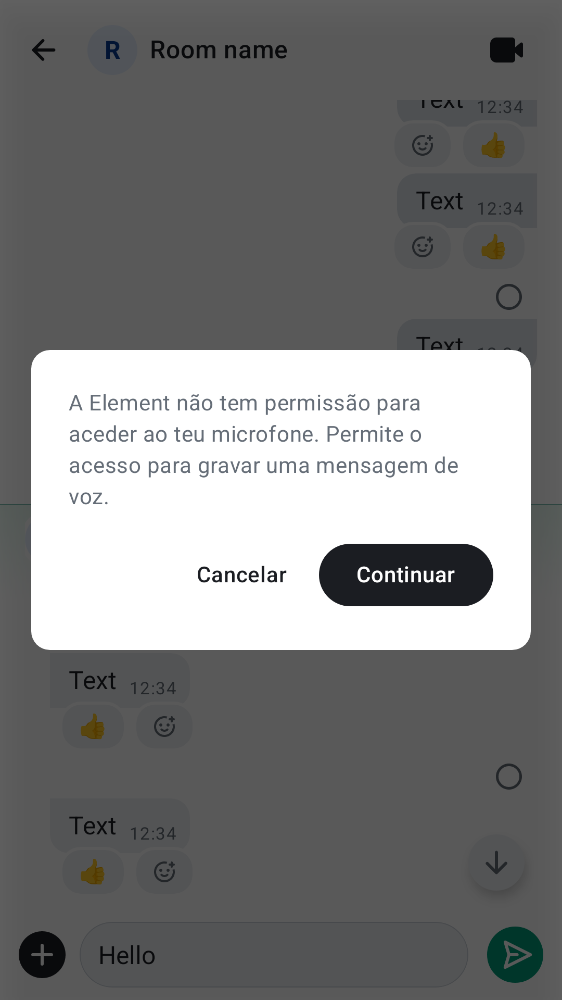 R Room name
Text 12:34
Text 12:34
Text
A Element não tem permissão para
aceder ao teu microfone. Permite o
acesso para gravar uma mensagem de
voz.
Cancelar Continuar
Text 12:34
Text 12:34
Hello